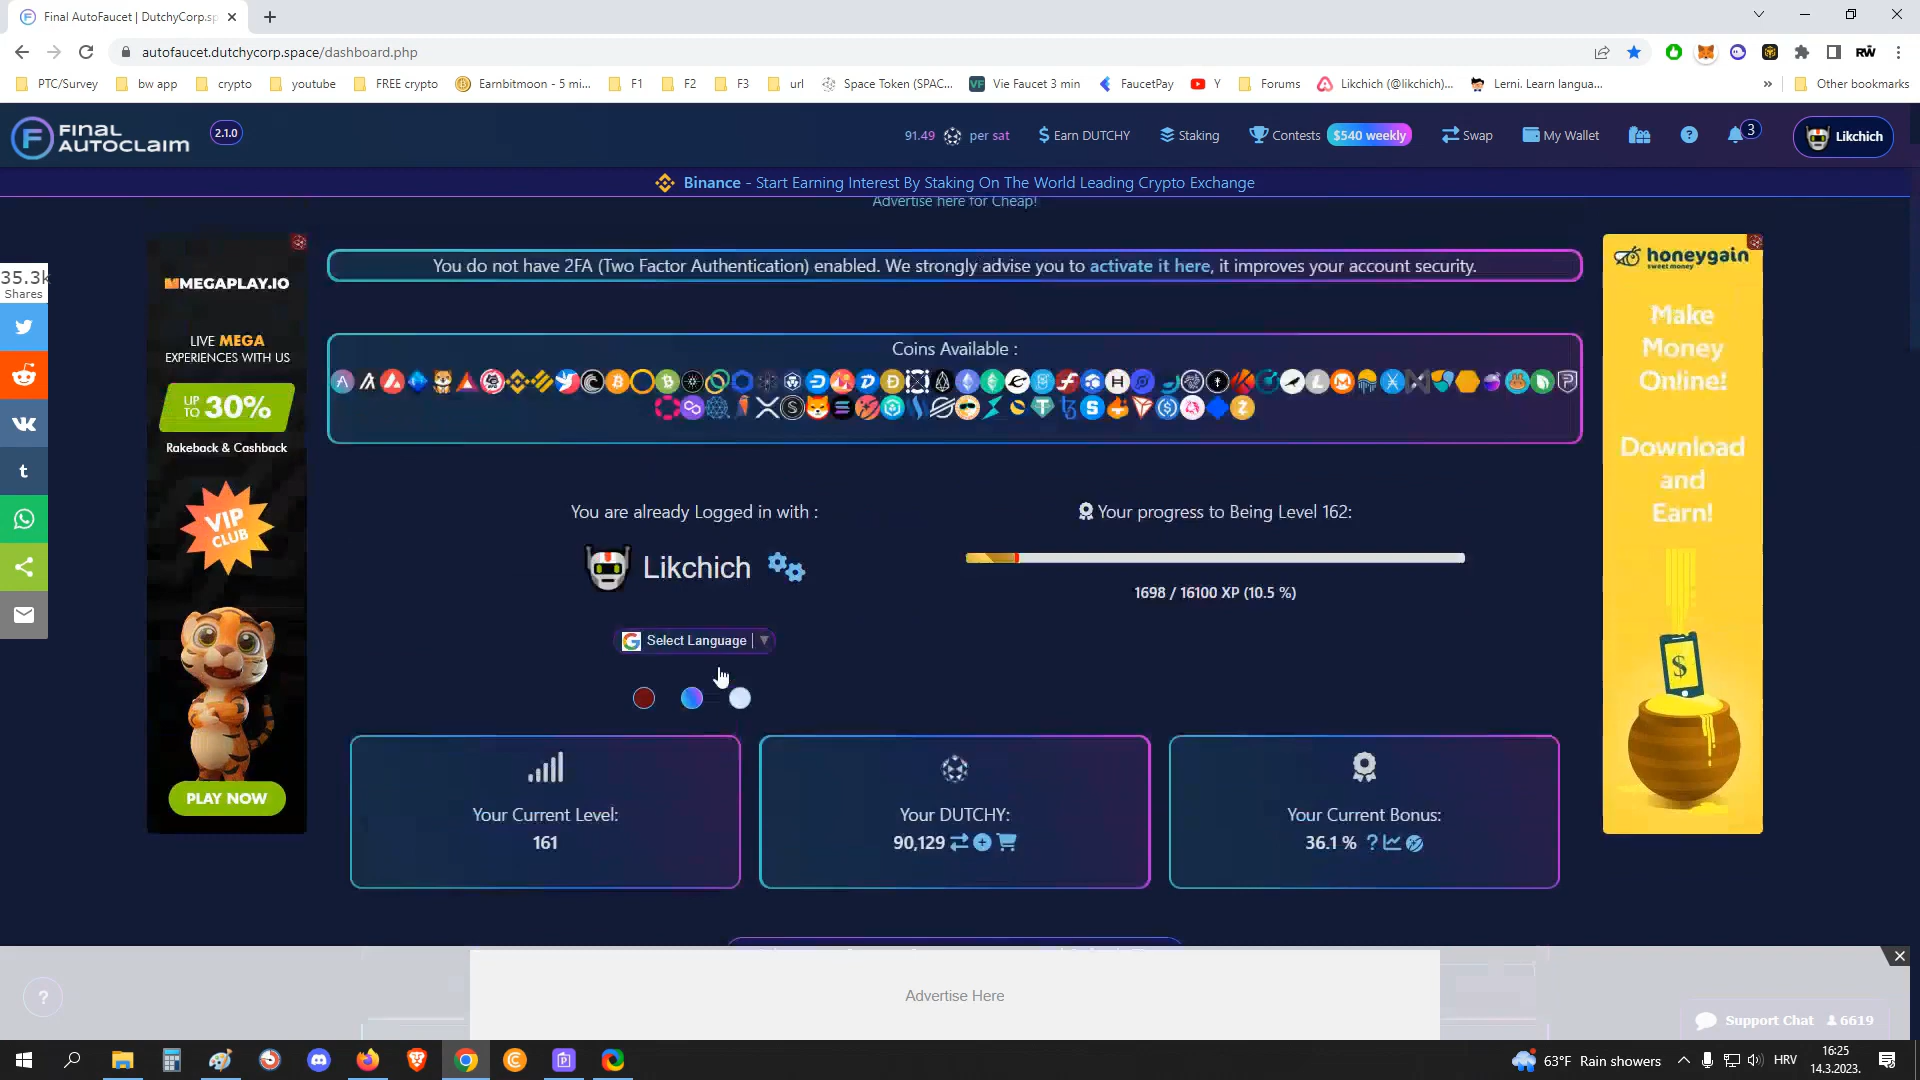 Final AutoFaucet | DutchyCorp.sp
autofaucet.dutchycorp.space/dashboard.php
PTC/Survey
bw app
crypto
youtube
FREE crypto
Earnbitmoon - 5 mi...
F1
F2
F3
url
Space Token (SPAC...
Vie Faucet 3 min
FaucetPay
Y
Forums
Likchich (@likchich)...
Lerni. Learn langua...
»
Other bookmarks
FINAL
AUTOCLAIM
2.1.0
91.49 per sat
Earn DUTCHY
Staking
Contests $540 weekly
Swap
My Wallet
3
Likchich
Binance - Start Earning Interest By Staking On The World Leading Crypto Exchange
Advertise here for Cheap!
35.3k
Shares
MEGAPLAY.IO
LIVE MEGA
EXPERIENCES WITH US
UP TO 30%
Rakeback & Cashback
VIP
CLUB
PLAY NOW
You do not have 2FA (Two Factor Authentication) enabled. We strongly advise you to activate it here, it improves your account security.
Coins Available :
You are already Logged in with :
Likchich
Select Language
Your progress to Being Level 162:
1698 / 16100 XP (10.5 %)
Your Current Level:
161
Your DUTCHY:
90,129
Your Current Bonus:
36.1 %
honeygain
sweet money
Make
Money
Online!
Download
and
Earn!
$
Advertise Here
Support Chat 6619
63°F Rain showers
HRV
16:25
14.3.2023.